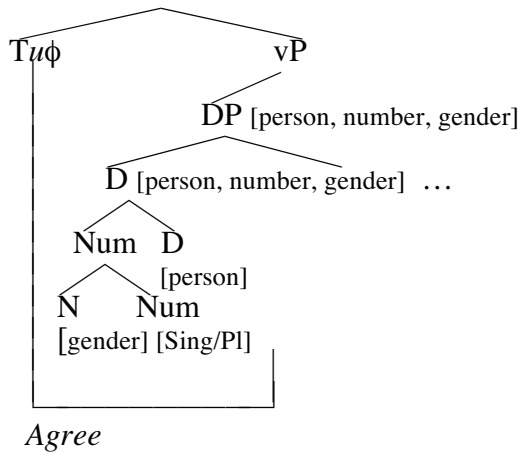 Tuϕ vP
DP [person, number, gender]
D [person, number, gender] …
Num D
[person]
N Num
[gender] [Sing/Pl]
Agree